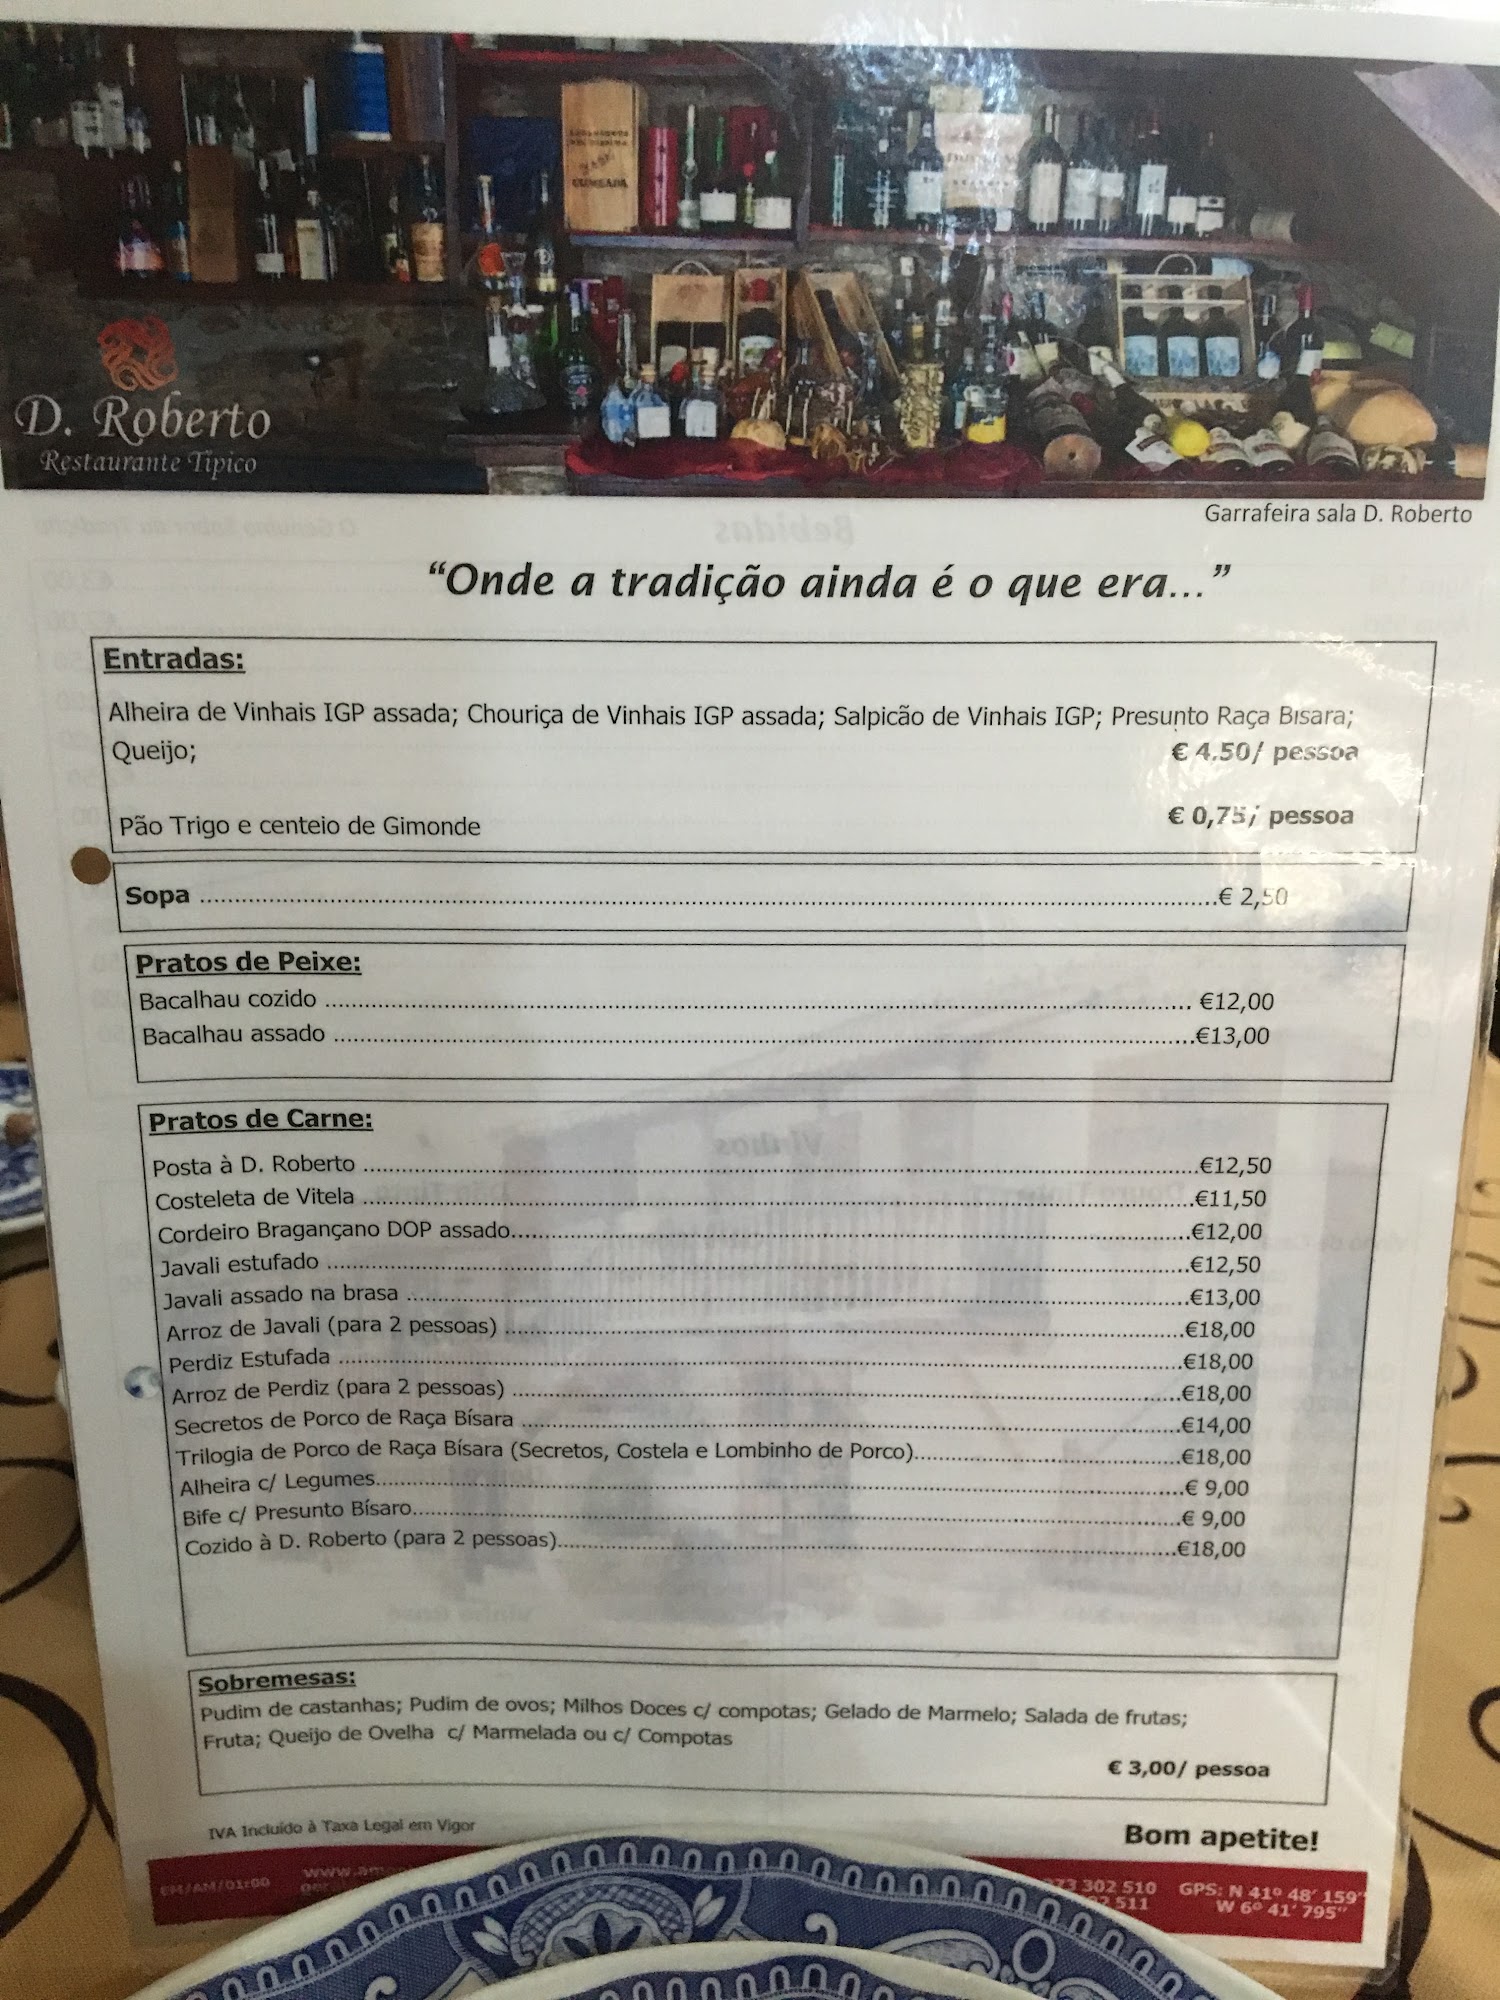 D. Roberto
Restaurante Típico
Garrafeira sala D. Roberto
"Onde a tradição ainda é o que era..."
Entradas:
Alheira de Vinhais IGP assada; Chouriça de Vinhais IGP assada; Salpicão de Vinhais IGP; Presunto Raça Bísara;
Queijo; € 4.50/ pessoa
Pão Trigo e centeio de Gimonde € 0,75/ pessoa
Sopa ........ € 2,50
Pratos de Peixe:
Bacalhau cozido ........ €12,00
Bacalhau assado ........ €13,00
Pratos de Carne:
Posta à D. Roberto ........ €12,50
Costeleta de Vitela ........ €11,50
Cordeiro Bragançano DOP assado........ €12,00
Javali estufado ........ €12,50
Javali assado na brasa ........ €13,00
Arroz de Javali (para 2 pessoas) ........ €18,00
Perdiz Estufada ........ €18,00
Arroz de Perdiz (para 2 pessoas) ........ €18,00
Secretos de Porco de Raça Bísara ........ €14,00
Trilogia de Porco de Raça Bísara (Secretos, Costela e Lombinho de Porco)........ €18,00
Alheira c/ Legumes........ € 9,00
Bife c/ Presunto Bísaro........ € 9,00
Cozido à D. Roberto (para 2 pessoas)........ €18,00
Sobremesas:
Pudim de castanhas; Pudim de ovos; Milhos Doces c/ compotas; Gelado de Marmelo; Salada de frutas;
Fruta; Queijo de Ovelha c/ Marmelada ou c/ Compotas
€ 3,00/ pessoa
IVA Incluído à Taxa Legal em Vigor
Bom apetite!
EM/AM/01:00 73 302 510 GPS: N 41º 48' 159''
511 W 6º 41' 795''